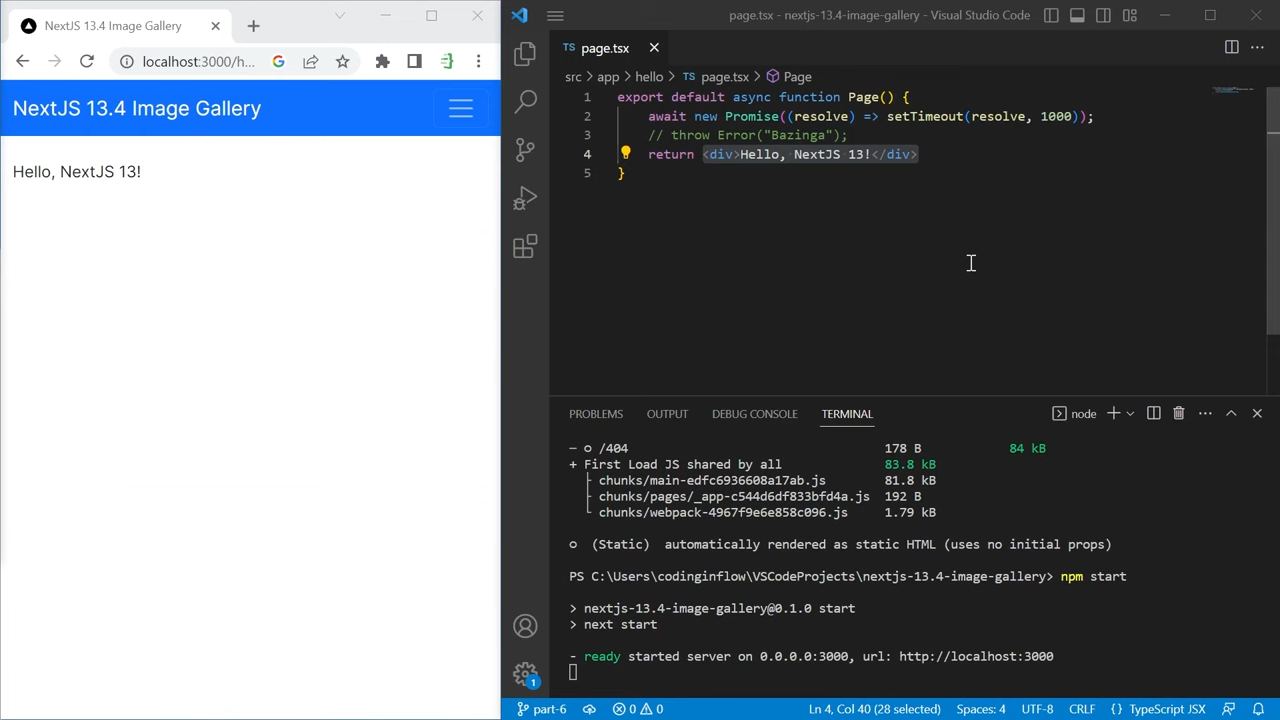 NextJS 13.4 Image Gallery
localhost:3000/h...
NextJS 13.4 Image Gallery
Hello, NextJS 13!
page.tsx - nextjs-13.4-image-gallery - Visual Studio Code
TS page.tsx
src > app > hello > TS page.tsx > Page
1 export default async function Page() {
2 await new Promise((resolve) => setTimeout(resolve, 1000));
3 // throw Error("Bazinga");
4 return <div>Hello, NextJS 13!</div>
5 }
PROBLEMS OUTPUT DEBUG CONSOLE TERMINAL node
─ ○ /404 178 B 84 kB
+ First Load JS shared by all 83.8 kB
├ chunks/main-edfc6936608a17ab.js 81.8 kB
├ chunks/pages/_app-c544d6df833bfd4a.js 192 B
└ chunks/webpack-4967f9e6e858c096.js 1.79 kB
○ (Static) automatically rendered as static HTML (uses no initial props)
PS C:\Users\codinginflow\VSCodeProjects\nextjs-13.4-image-gallery> npm start
> nextjs-13.4-image-gallery@0.1.0 start
> next start
- ready started server on 0.0.0.0:3000, url: http://localhost:3000
1
part-6 0 0 Ln 4, Col 40 (28 selected) Spaces: 4 UTF-8 CRLF {} TypeScript JSX